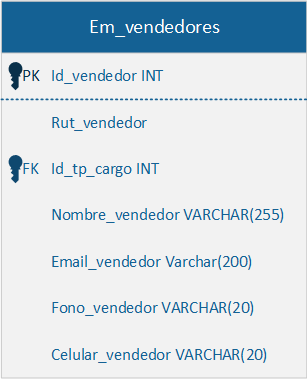 Em_vendedores
PK Id_vendedor INT
Rut_vendedor
FK Id_tp_cargo INT
Nombre_vendedor VARCHAR(255)
Email_vendedor Varchar(200)
Fono_vendedor VARCHAR(20)
Celular_vendedor VARCHAR(20)